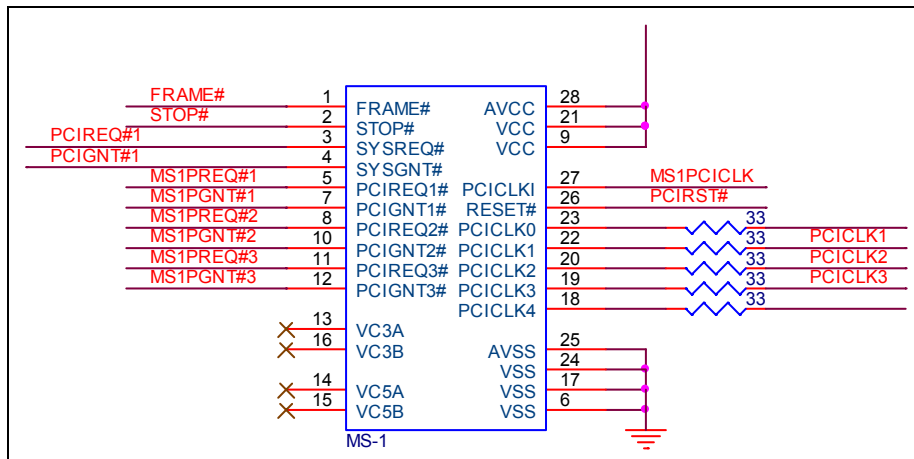 FRAME# 1 FRAME# AVCC 28
STOP# 2 STOP# VCC 21
PCIREQ#1 3 SYSREQ# VCC 9
PCIGNT#1 4 SYSGNT#
MS1PREQ#1 5 PCIREQ1# PCICLKI 27 MS1PCICLK
MS1PGNT#1 7 PCIGNT1# RESET# 26 PCIRST#
MS1PREQ#2 8 PCIREQ2# PCICLK0 23 33
MS1PGNT#2 10 PCIGNT2# PCICLK1 22 33 PCICLK1
MS1PREQ#3 11 PCIREQ3# PCICLK2 20 33 PCICLK2
MS1PGNT#3 12 PCIGNT3# PCICLK3 19 33 PCICLK3
PCICLK4 18 33
13 VC3A
16 VC3B AVSS 25
VSS 24
14 VC5A VSS 17
15 VC5B VSS 6
MS-1